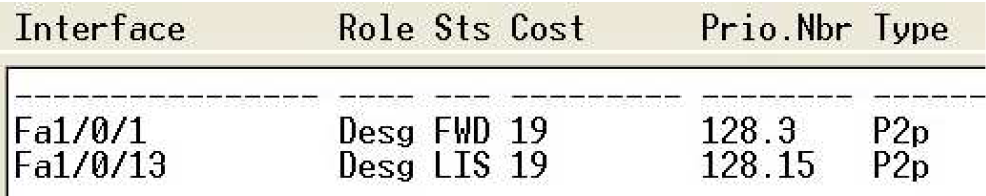 Interface Role Sts Cost Prio.Nbr Type
---------------- ---- --- --------- -------- ------
Fa1/0/1 Desg FWD 19 128.3 P2p
Fa1/0/13 Desg LIS 19 128.15 P2p